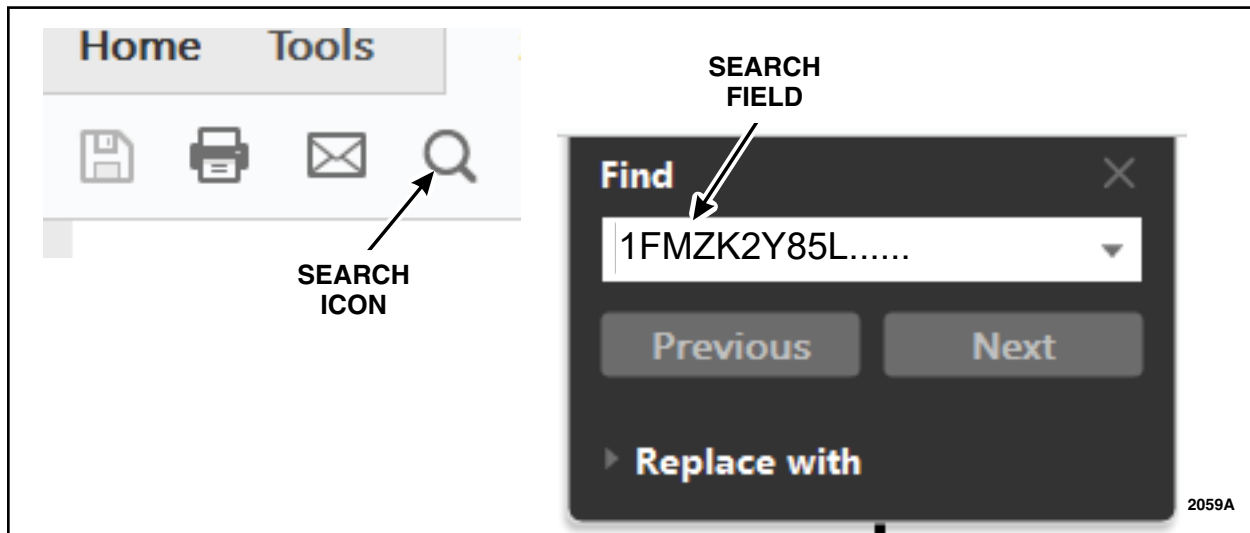 Home Tools
SEARCH
ICON
SEARCH
FIELD
Find
1FMZK2Y85L......
Previous Next
Replace with
2059A